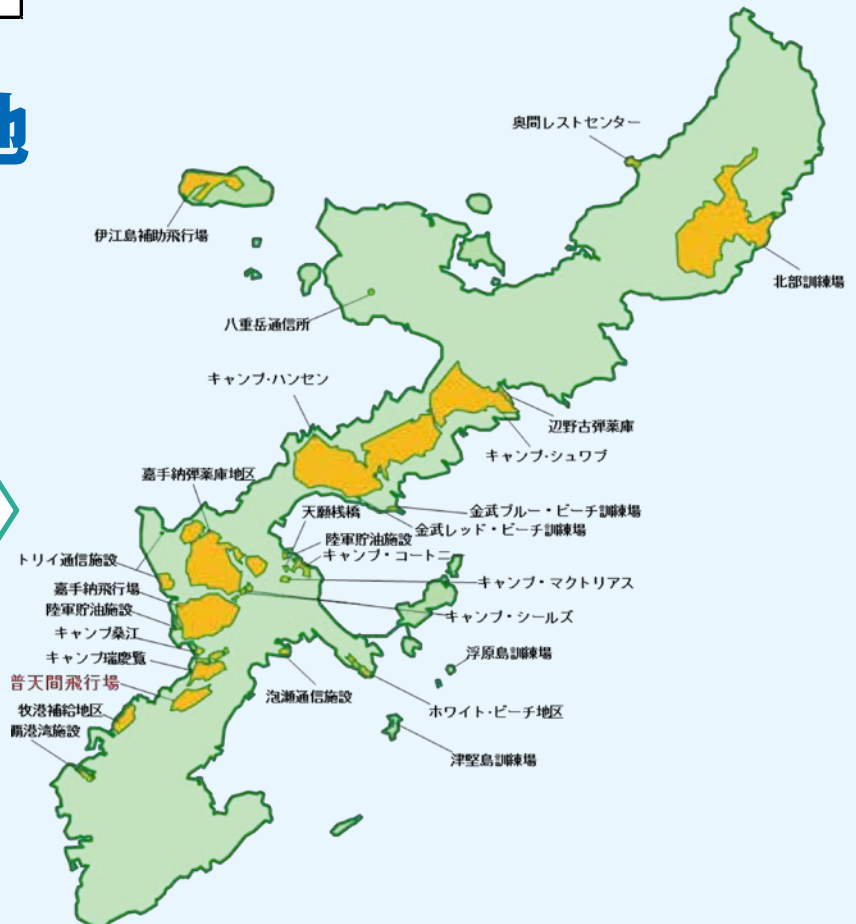 地
奥間レストセンター
伊江島補助飛行場
北部訓練場
八重岳通信所
キャンプ・ハンセン
辺野古弾薬庫
キャンプ・シュワブ
嘉手納弾薬庫地区
天願桟橋
金武ブルー・ビーチ訓練場
金武レッド・ビーチ訓練場
陸軍貯油施設
キャンプ・コートニー
トリイ通信施設
キャンプ・マクトリアス
嘉手納飛行場
陸軍貯油施設
キャンプ・シールズ
キャンプ桑江
キャンプ瑞慶覧
浮原島訓練場
普天間飛行場
泡瀬通信施設
牧港補給地区
ホワイト・ビーチ地区
覇港湾施設
津堅島訓練場